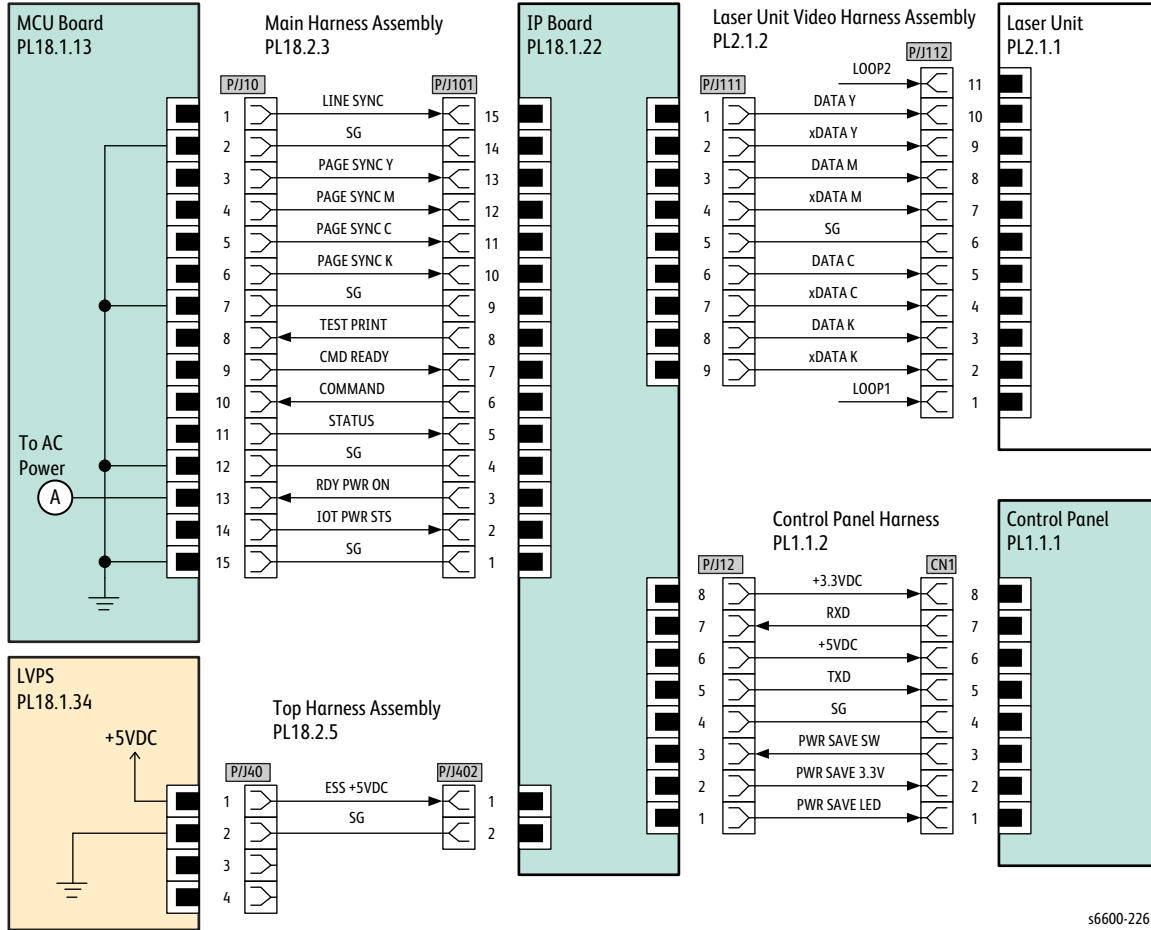 MCU Board
PL18.1.13
Main Harness Assembly
PL18.2.3
IP Board
PL18.1.22
Laser Unit Video Harness Assembly
PL2.1.2
Laser Unit
PL2.1.1
P/J10
P/J101
1 LINE SYNC 15
2 SG 14
3 PAGE SYNC Y 13
4 PAGE SYNC M 12
5 PAGE SYNC C 11
6 PAGE SYNC K 10
7 SG 9
8 TEST PRINT 8
9 CMD READY 7
10 COMMAND 6
11 STATUS 5
12 SG 4
13 RDY PWR ON 3
14 IOT PWR STS 2
15 SG 1
To AC
Power
A
P/J111
P/J112
LOOP2 11
1 DATA Y 10
2 xDATA Y 9
3 DATA M 8
4 xDATA M 7
5 SG 6
6 DATA C 5
7 xDATA C 4
8 DATA K 3
9 xDATA K 2
LOOP1 1
Control Panel Harness
PL1.1.2
Control Panel
PL1.1.1
P/J12
CN1
8 +3.3VDC 8
7 RXD 7
6 +5VDC 6
5 TXD 5
4 SG 4
3 PWR SAVE SW 3
2 PWR SAVE 3.3V 2
1 PWR SAVE LED 1
LVPS
PL18.1.34
+5VDC
Top Harness Assembly
PL18.2.5
P/J40
P/J402
1 ESS +5VDC 1
2 SG 2
3
4
s6600-226